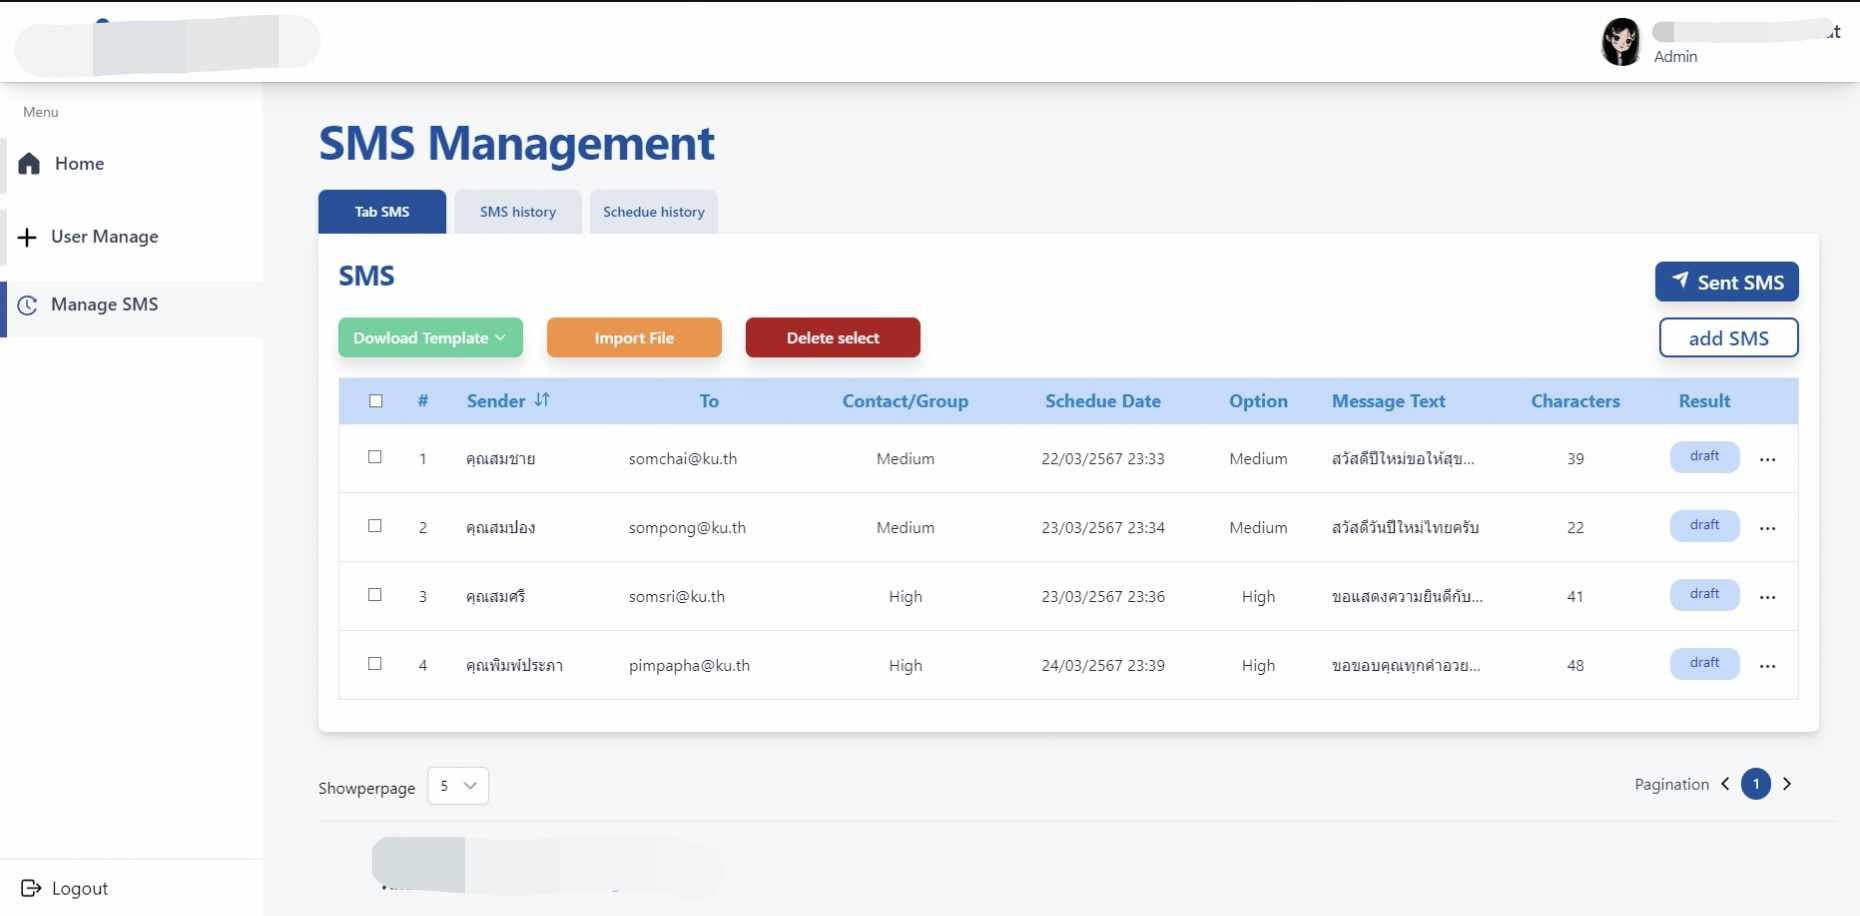 Admin
Menu
Home
User Manage
Manage SMS
Logout
SMS Management
Tab SMS SMS history Schedue history
SMS
Sent SMS
Dowload Template Import File Delete select add SMS
# Sender To Contact/Group Schedue Date Option Message Text Characters Result
1 คุณสมชาย somchai@ku.th Medium 22/03/2567 23:33 Medium สวัสดีปีใหม่ขอให้สุข... 39 draft ...
2 คุณสมปอง sompong@ku.th Medium 23/03/2567 23:34 Medium สวัสดีวันปีใหม่ไทยครับ 22 draft ...
3 คุณสมศรี somsri@ku.th High 23/03/2567 23:36 High ขอแสดงความยินดีกับ... 41 draft ...
4 คุณพิมพ์ประภา pimpapha@ku.th High 24/03/2567 23:39 High ขอขอบคุณทุกคำอวย... 48 draft ...
Showperpage 5
Pagination 1